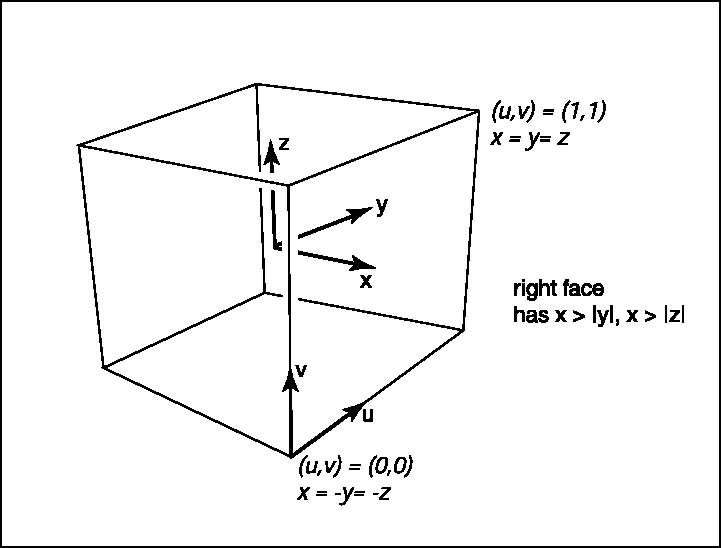 (u,v) = (1,1)
x = y= z
z
y
x
right face
has x > |y|, x > |z|
v
u
(u,v) = (0,0)
x = -y= -z